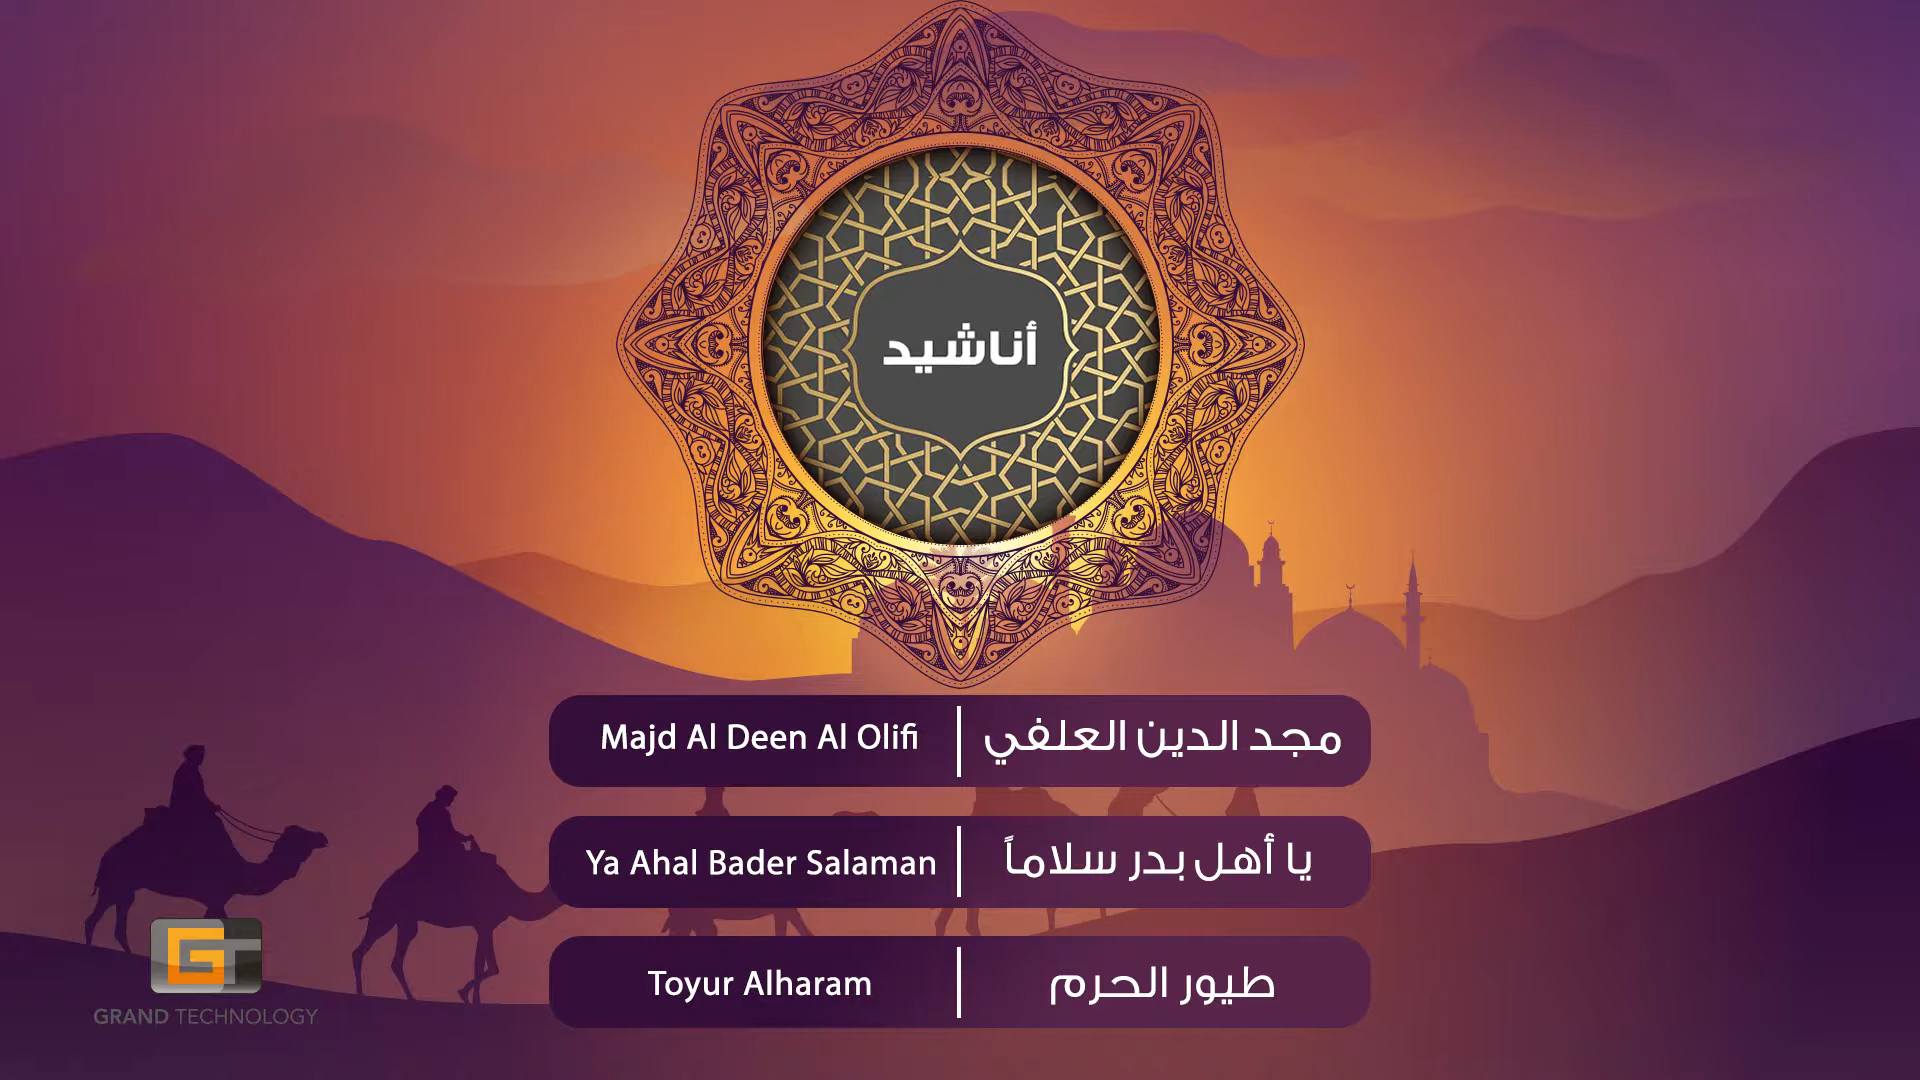 أناشيد
Majd Al Deen Al Olifi | مجد الدين العلفي
Ya Ahal Bader Salaman | يا أهل بدر سلاماً
Toyur Alharam | طيور الحرم
GT
GRAND TECHNOLOGY